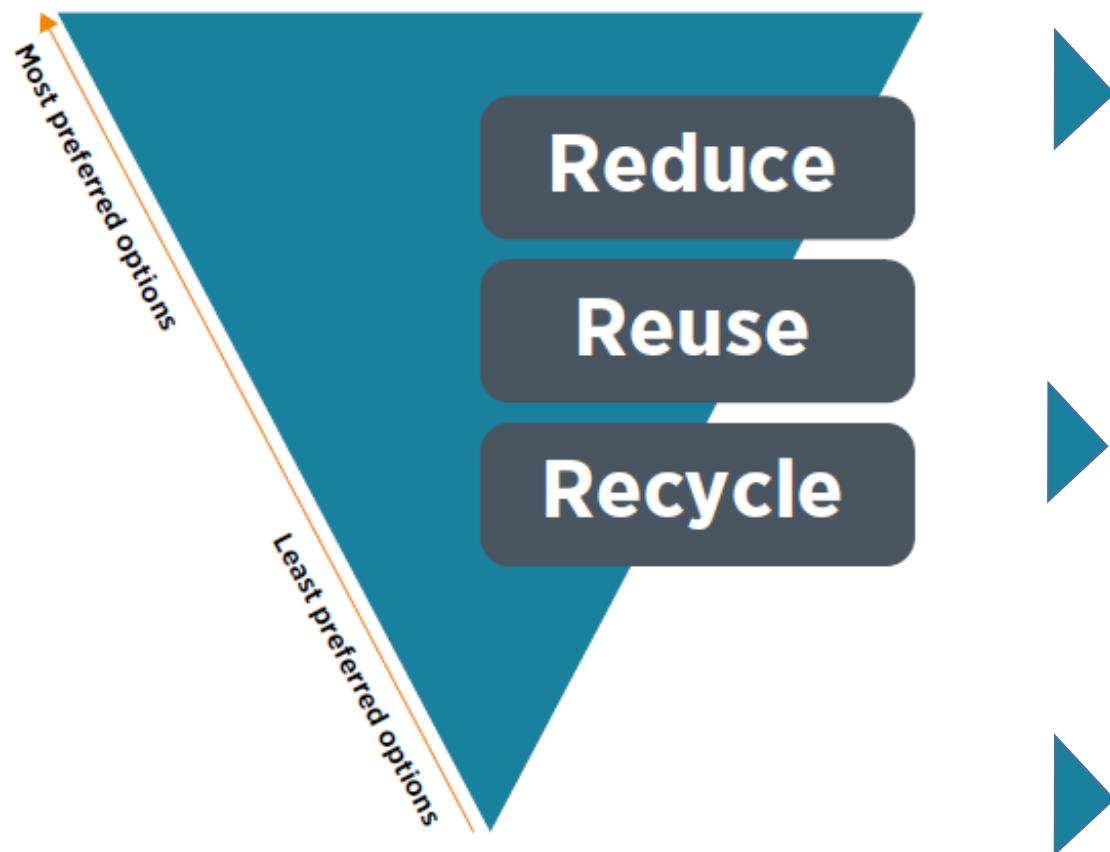 Most preferred options
Reduce
Reuse
Recycle
Least preferred options